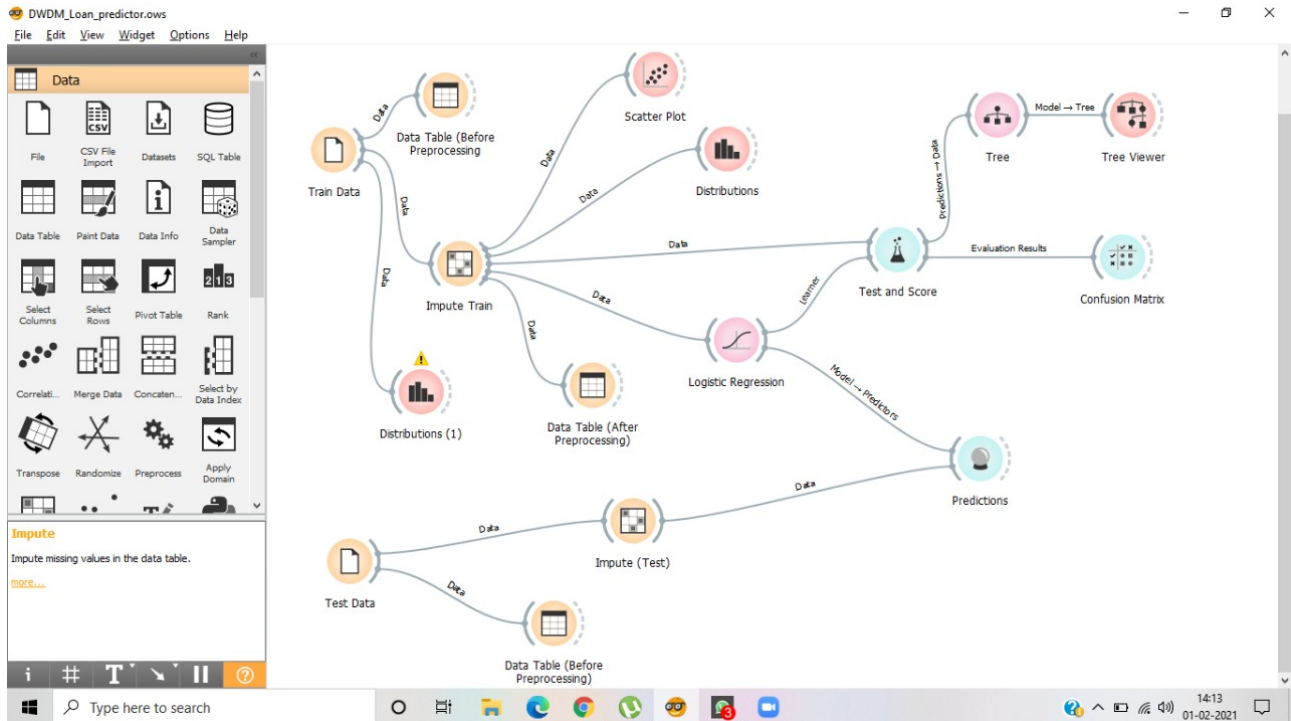 DWDM_Loan_predictor.ows
File Edit View Widget Options Help
Data
File
CSV File
Import
Datasets
SQL Table
Data Table
Paint Data
Data Info
Data
Sampler
Select
Columns
Select
Rows
Pivot Table
Rank
Correlati...
Merge Data
Concaten...
Select by
Data Index
Transpose
Randomize
Preprocess
Apply
Domain
Impute
Impute missing values in the data table.
more...
Train Data
Data
Data Table (Before
Preprocessing
Data
Data
Impute Train
Data
Scatter Plot
Data
Distributions
Data
Data
Data
Data Table (After
Preprocessing)
Distributions (1)
Logistic Regression
Learner
Test and Score
Predictions → Data
Tree
Model → Tree
Tree Viewer
Evaluation Results
Confusion Matrix
Model → Predictors
Predictions
Test Data
Data
Impute (Test)
Data
Data
Data Table (Before
Preprocessing)
Type here to search
3
14:13
01-02-2021